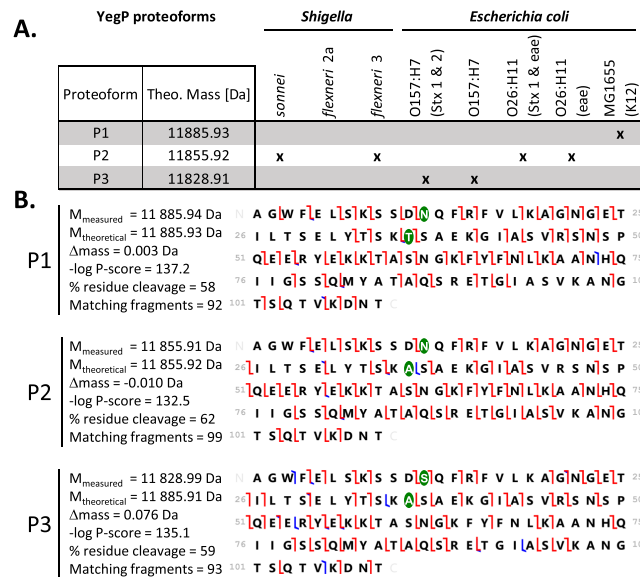 YegP proteoforms
Shigella
Escherichia coli
A.
Proteoform
Theo. Mass [Da]
sonnei
flexneri 2a
flexneri 3
O157:H7
(Stx 1 & 2)
O157:H7
O26:H11
(Stx 1 & eae)
O26:H11
(eae)
MG1655
(K12)
P1 11885.93 x
P2 11855.92 x x x x
P3 11828.91 x x
B.
P1
Mmeasured = 11 885.94 Da
Mtheoretical = 11 885.93 Da
Δmass = 0.003 Da
-log P-score = 137.2
% residue cleavage = 58
Matching fragments = 92
N A G W F E L S K S S D N Q F R F V L K A G N G E T 25
26 I L T S E L Y T S K T S A E K G I A S V R S N S P 50
51 Q E E R Y E K K T A S N G K F Y F N L K A A N H Q 75
76 I I G S S Q M Y A T A Q S R E T G I A S V K A N G 10
101 T S Q T V K D N T C
P2
Mmeasured = 11 855.91 Da
Mtheoretical = 11 855.92 Da
Δmass = -0.010 Da
-log P-score = 132.5
% residue cleavage = 62
Matching fragments = 99
N A G W F E L S K S S D N Q F R F V L K A G N G E T 25
26 I L T S E L Y T S K A S A E K G I A S V R S N S P 50
51 Q E E R Y E K K T A S N G K F Y F N L K A A N H Q 75
76 I I G S S Q M Y A T A Q S R E T G I A S V K A N G 10
101 T S Q T V K D N T C
P3
Mmeasured = 11 828.99 Da
Mtheoretical = 11 885.91 Da
Δmass = 0.076 Da
-log P-score = 135.1
% residue cleavage = 59
Matching fragments = 93
N A G W F E L S K S S D S Q F R F V L K A G N G E T 25
26 I L T S E L Y T S K A S A E K G I A S V R S N S P 50
51 Q E E R Y E K K T A S N G K F Y F N L K A A N H Q 75
76 I I G S S Q M Y A T A Q S R E T G I A S V K A N G 10
101 T S Q T V K D N T C